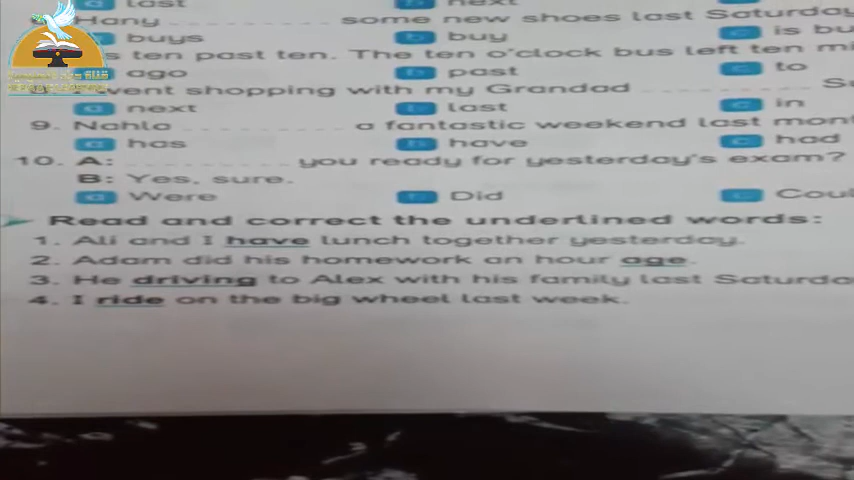 a last b next
Hany ............ some new shoes last Saturday
buys b buy c is bu
s ten past ten. The ten o'clock bus left ten mi
ago b past c to
went shopping with my Grandad ............ S
a next b last c in
9. Nahla ............ a fantastic weekend last mont
a has b have c had
10. A: ............ you ready for yesterday's exam?
B: Yes, sure.
a Were b Did c Coul
Read and correct the underlined words:
1. Ali and I have lunch together yesterday.
2. Adam did his homework an hour age.
3. He driving to Alex with his family last Saturda
4. I ride on the big wheel last week.